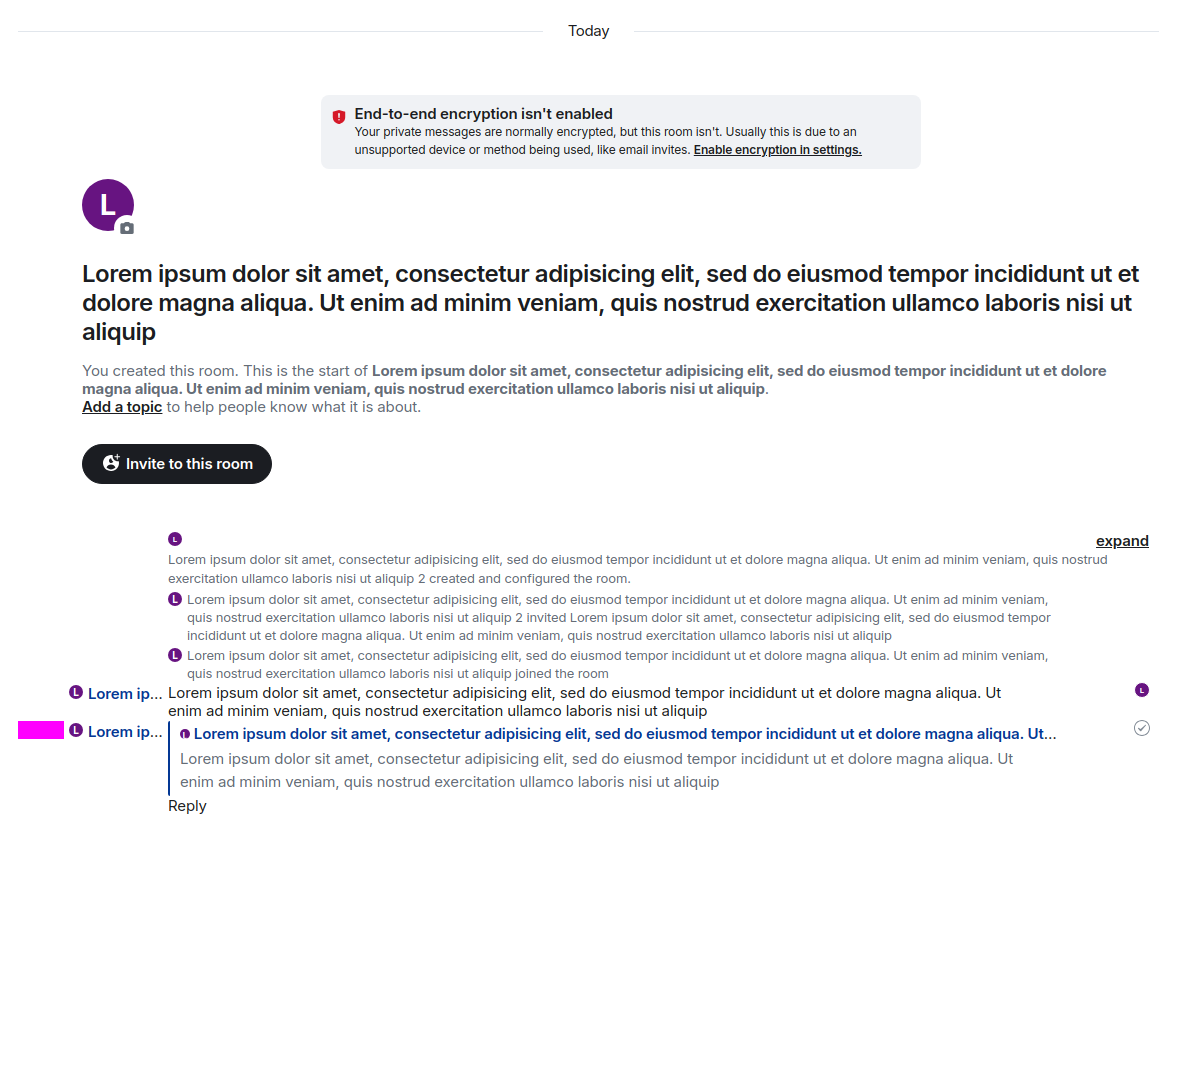 Today
End-to-end encryption isn't enabled
Your private messages are normally encrypted, but this room isn't. Usually this is due to an
unsupported device or method being used, like email invites. Enable encryption in settings.
L
Lorem ipsum dolor sit amet, consectetur adipisicing elit, sed do eiusmod tempor incididunt ut et
dolore magna aliqua. Ut enim ad minim veniam, quis nostrud exercitation ullamco laboris nisi ut
aliquip
You created this room. This is the start of Lorem ipsum dolor sit amet, consectetur adipisicing elit, sed do eiusmod tempor incididunt ut et dolore
magna aliqua. Ut enim ad minim veniam, quis nostrud exercitation ullamco laboris nisi ut aliquip.
Add a topic to help people know what it is about.
Invite to this room
L expand
Lorem ipsum dolor sit amet, consectetur adipisicing elit, sed do eiusmod tempor incididunt ut et dolore magna aliqua. Ut enim ad minim veniam, quis nostrud
exercitation ullamco laboris nisi ut aliquip 2 created and configured the room.
L Lorem ipsum dolor sit amet, consectetur adipisicing elit, sed do eiusmod tempor incididunt ut et dolore magna aliqua. Ut enim ad minim veniam,
quis nostrud exercitation ullamco laboris nisi ut aliquip 2 invited Lorem ipsum dolor sit amet, consectetur adipisicing elit, sed do eiusmod tempor
incididunt ut et dolore magna aliqua. Ut enim ad minim veniam, quis nostrud exercitation ullamco laboris nisi ut aliquip
L Lorem ipsum dolor sit amet, consectetur adipisicing elit, sed do eiusmod tempor incididunt ut et dolore magna aliqua. Ut enim ad minim veniam,
quis nostrud exercitation ullamco laboris nisi ut aliquip joined the room
L Lorem ip... Lorem ipsum dolor sit amet, consectetur adipisicing elit, sed do eiusmod tempor incididunt ut et dolore magna aliqua. Ut L
enim ad minim veniam, quis nostrud exercitation ullamco laboris nisi ut aliquip
L Lorem ip... L Lorem ipsum dolor sit amet, consectetur adipisicing elit, sed do eiusmod tempor incididunt ut et dolore magna aliqua. Ut...
Lorem ipsum dolor sit amet, consectetur adipisicing elit, sed do eiusmod tempor incididunt ut et dolore magna aliqua. Ut
enim ad minim veniam, quis nostrud exercitation ullamco laboris nisi ut aliquip
Reply